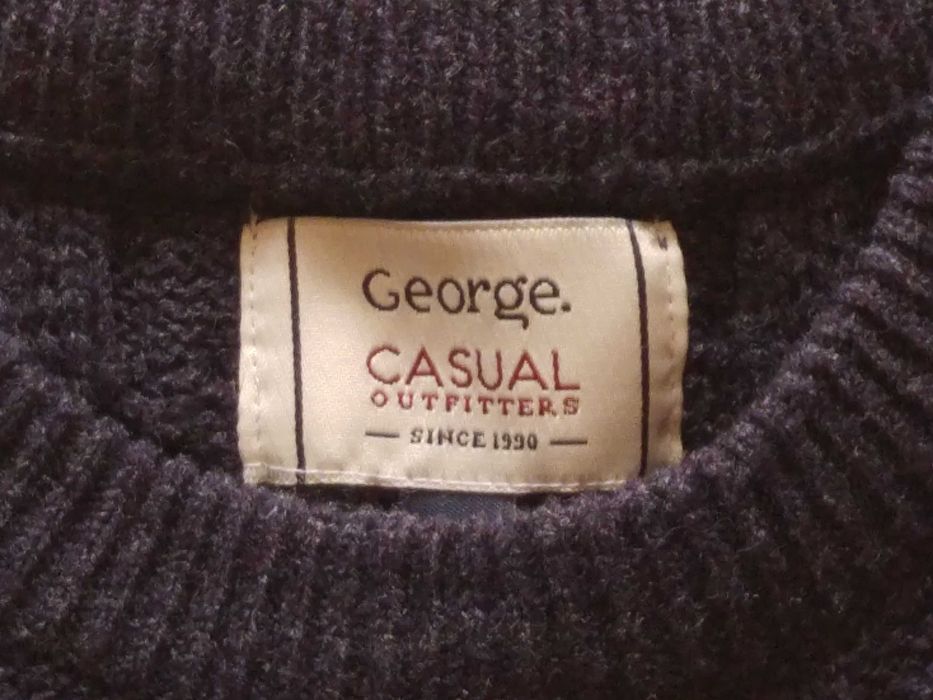 George.
CASUAL
OUTFITTERS
— SINCE 1990 —